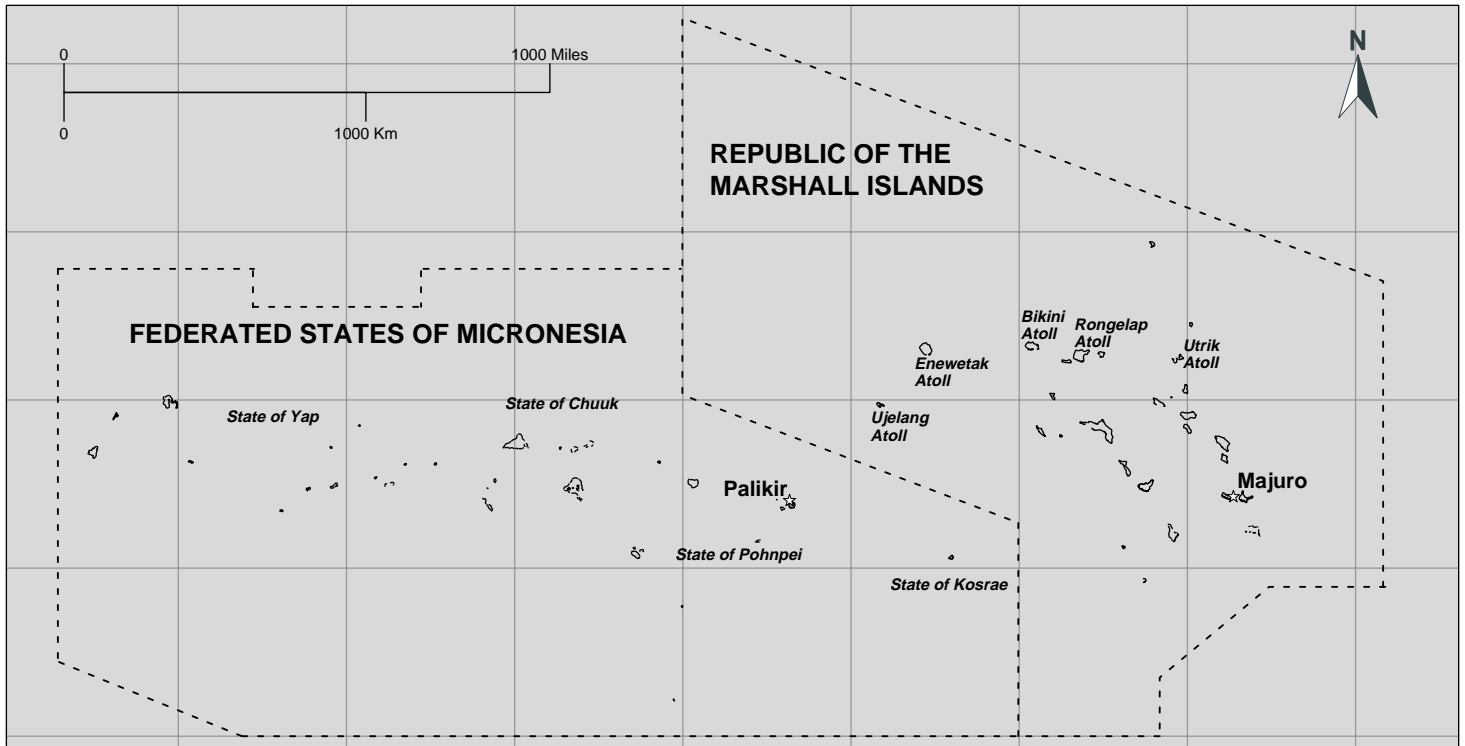 0
1000 Miles
0
1000 Km
N
REPUBLIC OF THE
MARSHALL ISLANDS
FEDERATED STATES OF MICRONESIA
Bikini
Atoll
Rongelap
Atoll
Utrik
Atoll
Enewetak
Atoll
Ujelang
Atoll
State of Yap
State of Chuuk
Palikir
Majuro
State of Pohnpei
State of Kosrae